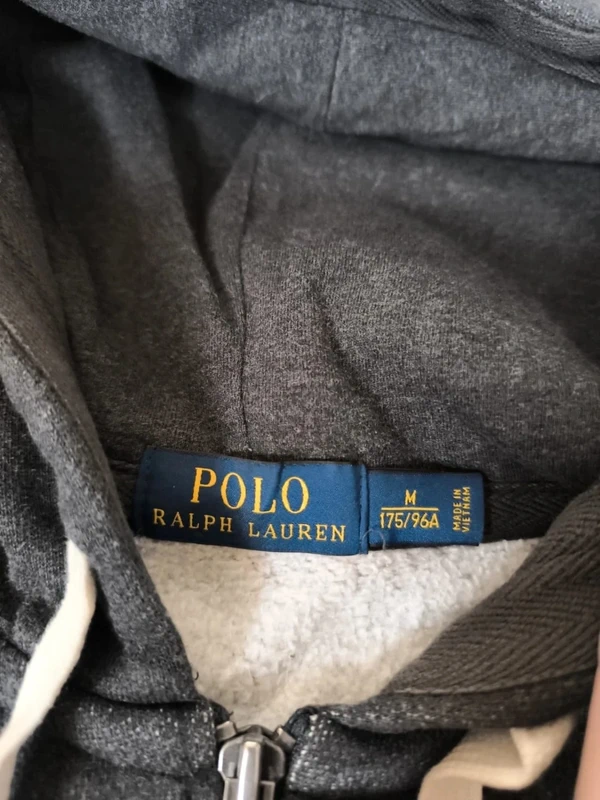 POLO
RALPH LAUREN
M
175/96A
MADE IN
VIETNAM